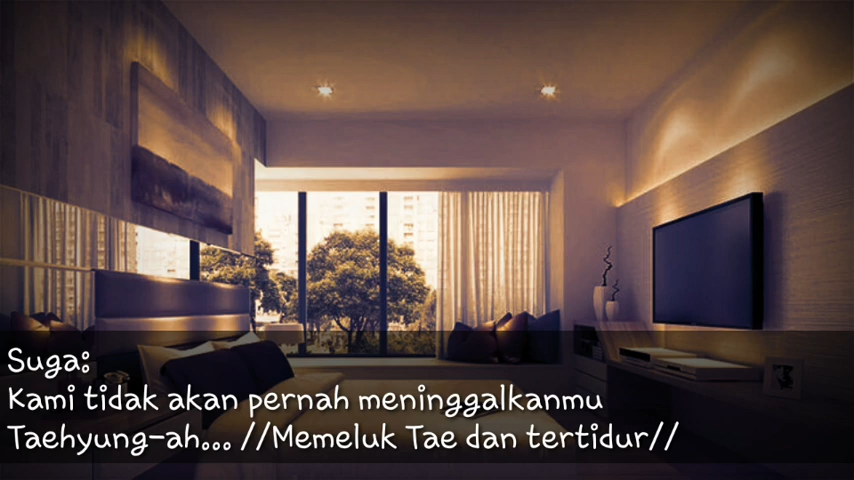 Suga:
Kami tidak akan pernah meninggalkanmu
Taehyung-ah... //Memeluk Tae dan tertidur//